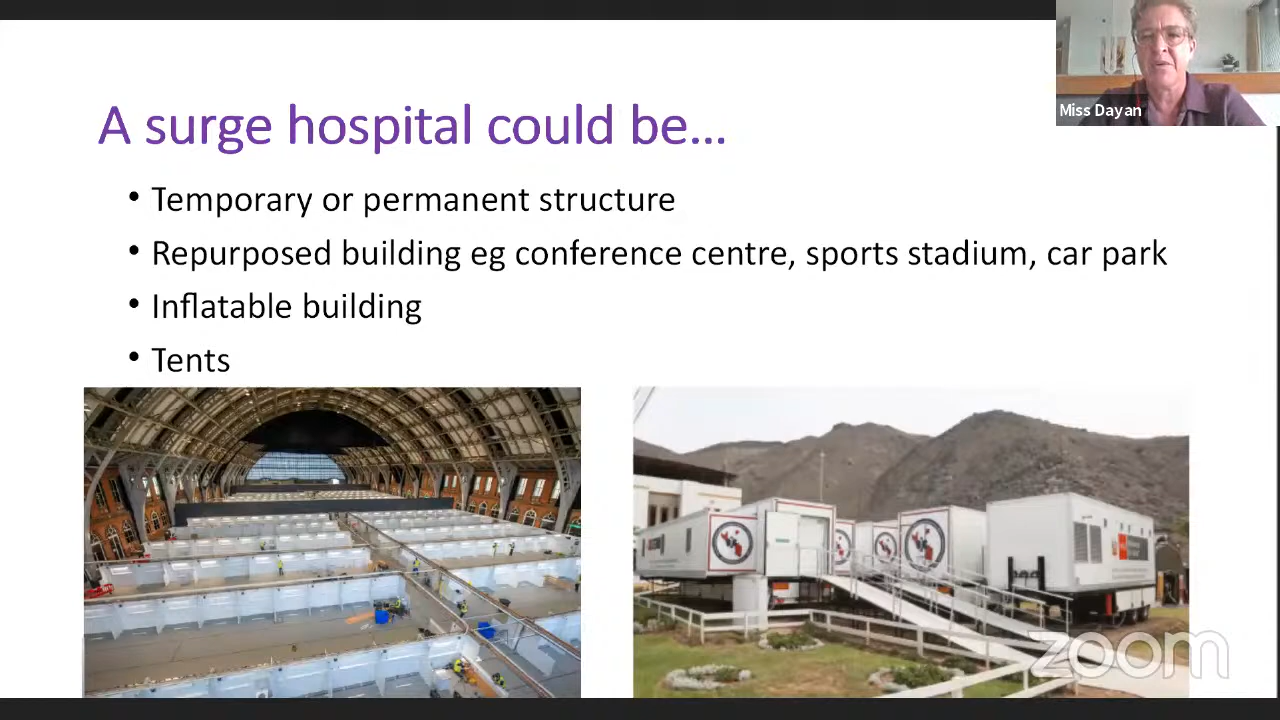 Miss Dayan
A surge hospital could be...
• Temporary or permanent structure
• Repurposed building eg conference centre, sports stadium, car park
• Inflatable building
• Tents
zoom